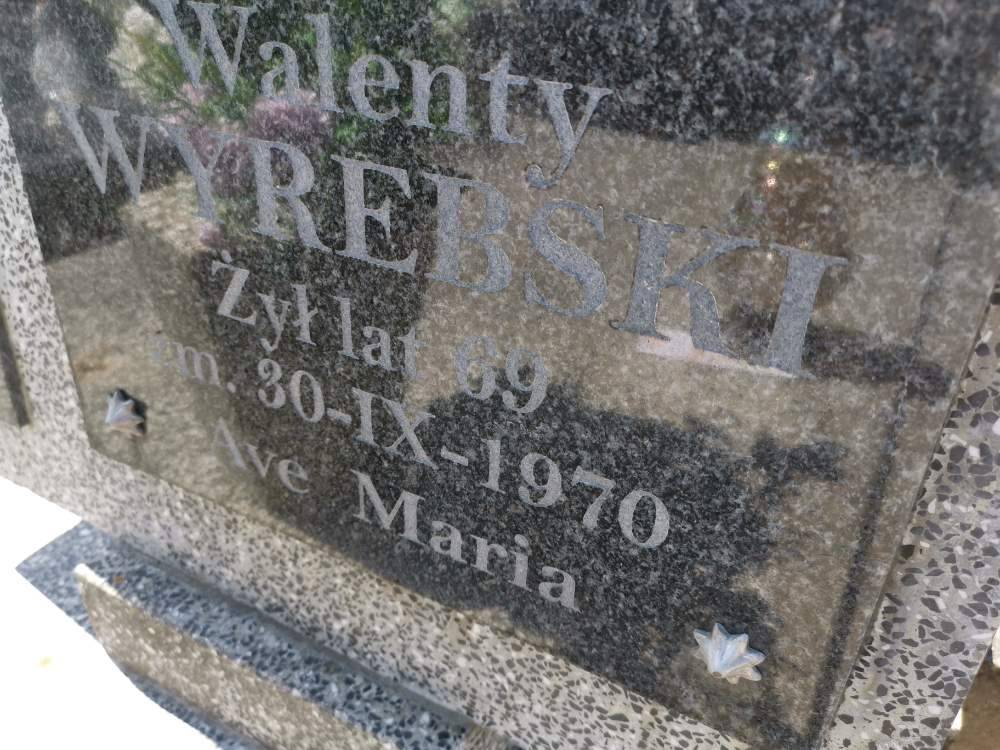 Walenty
WYREBSKI
Żył lat 69
zm. 30-IX-1970
Ave Maria